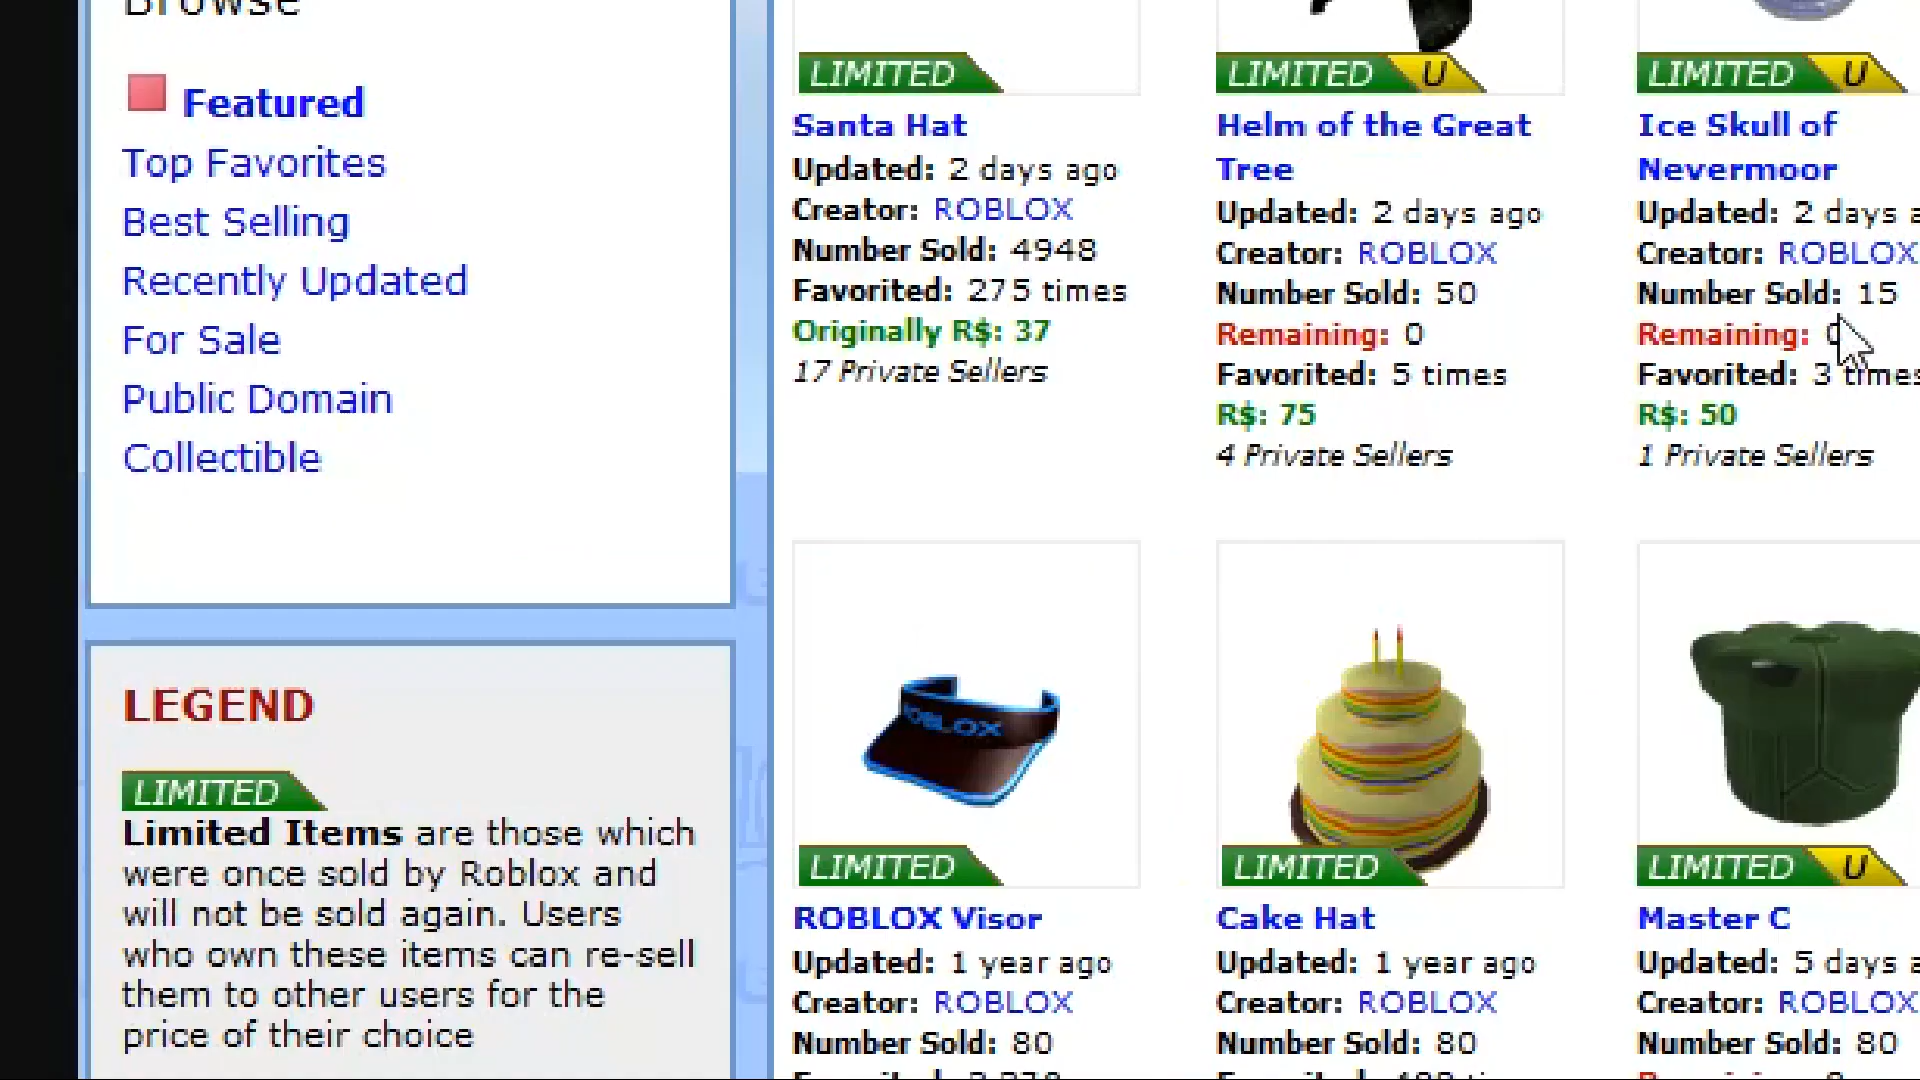 Browse
Featured
Top Favorites
Best Selling
Recently Updated
For Sale
Public Domain
Collectible
LEGEND
LIMITED
Limited Items are those which
were once sold by Roblox and
will not be sold again. Users
who own these items can re-sell
them to other users for the
price of their choice
LIMITED
Santa Hat
Updated: 2 days ago
Creator: ROBLOX
Number Sold: 4948
Favorited: 275 times
Originally R$: 37
17 Private Sellers
LIMITED U
Helm of the Great
Tree
Updated: 2 days ago
Creator: ROBLOX
Number Sold: 50
Remaining: 0
Favorited: 5 times
R$: 75
4 Private Sellers
LIMITED U
Ice Skull of
Nevermoor
Updated: 2 days a
Creator: ROBLOX
Number Sold: 15
Remaining: 0
Favorited: 3 times
R$: 50
1 Private Sellers
ROBLOX
LIMITED
ROBLOX Visor
Updated: 1 year ago
Creator: ROBLOX
Number Sold: 80
LIMITED
Cake Hat
Updated: 1 year ago
Creator: ROBLOX
Number Sold: 80
LIMITED U
Master C
Updated: 5 days a
Creator: ROBLOX
Number Sold: 80